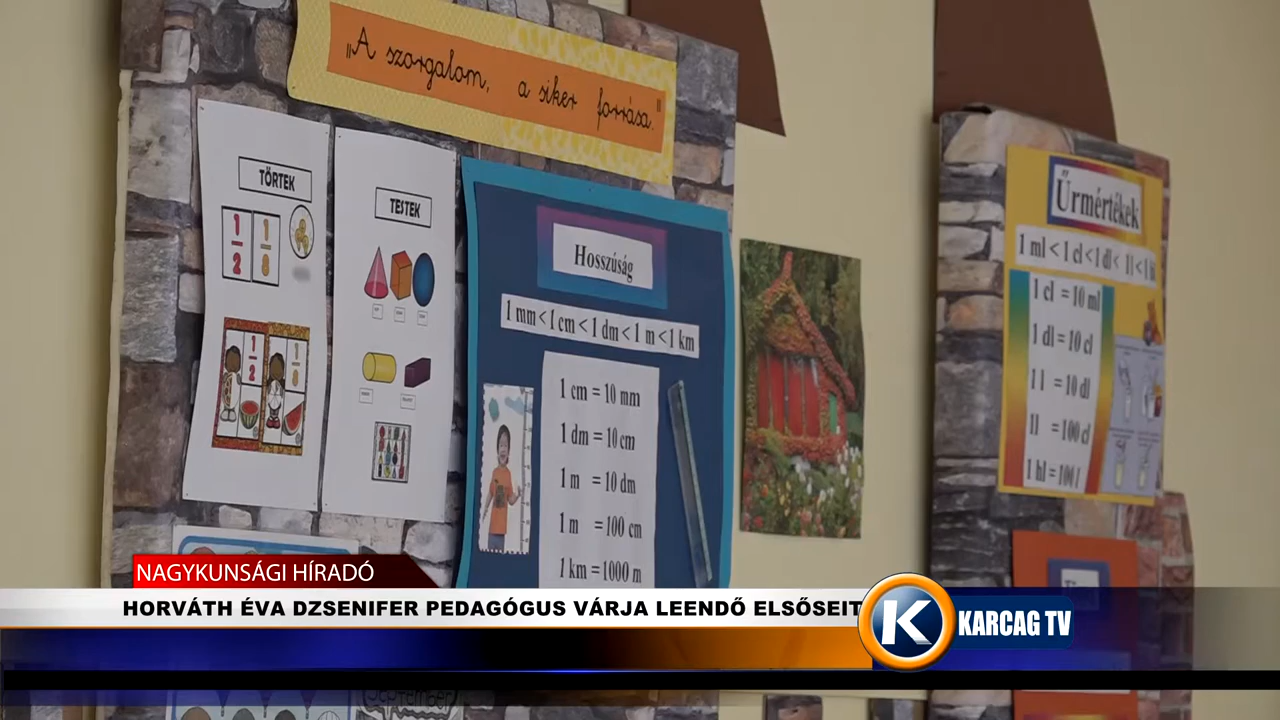 „A szorgalom, a siker forrása."
TÖRTEK
1/2
1/8
1/2
1/8
TESTEK
Hosszúság
1 mm < 1 cm < 1 dm < 1 m < 1 km
1 cm = 10 mm
1 dm = 10 cm
1 m = 10 dm
1 m = 100 cm
1 km = 1000 m
Űrmértékek
1 ml < 1 cl < 1 dl < 1 l <
1 cl = 10 ml
1 dl = 10 cl
1 l = 10 dl
1l = 100 cl
1 hl = 100 l
NAGYKUNSÁGI HÍRADÓ
HORVÁTH ÉVA DZSENIFER PEDAGÓGUS VÁRJA LEENDŐ ELSŐSEIT
K KARCAG TV